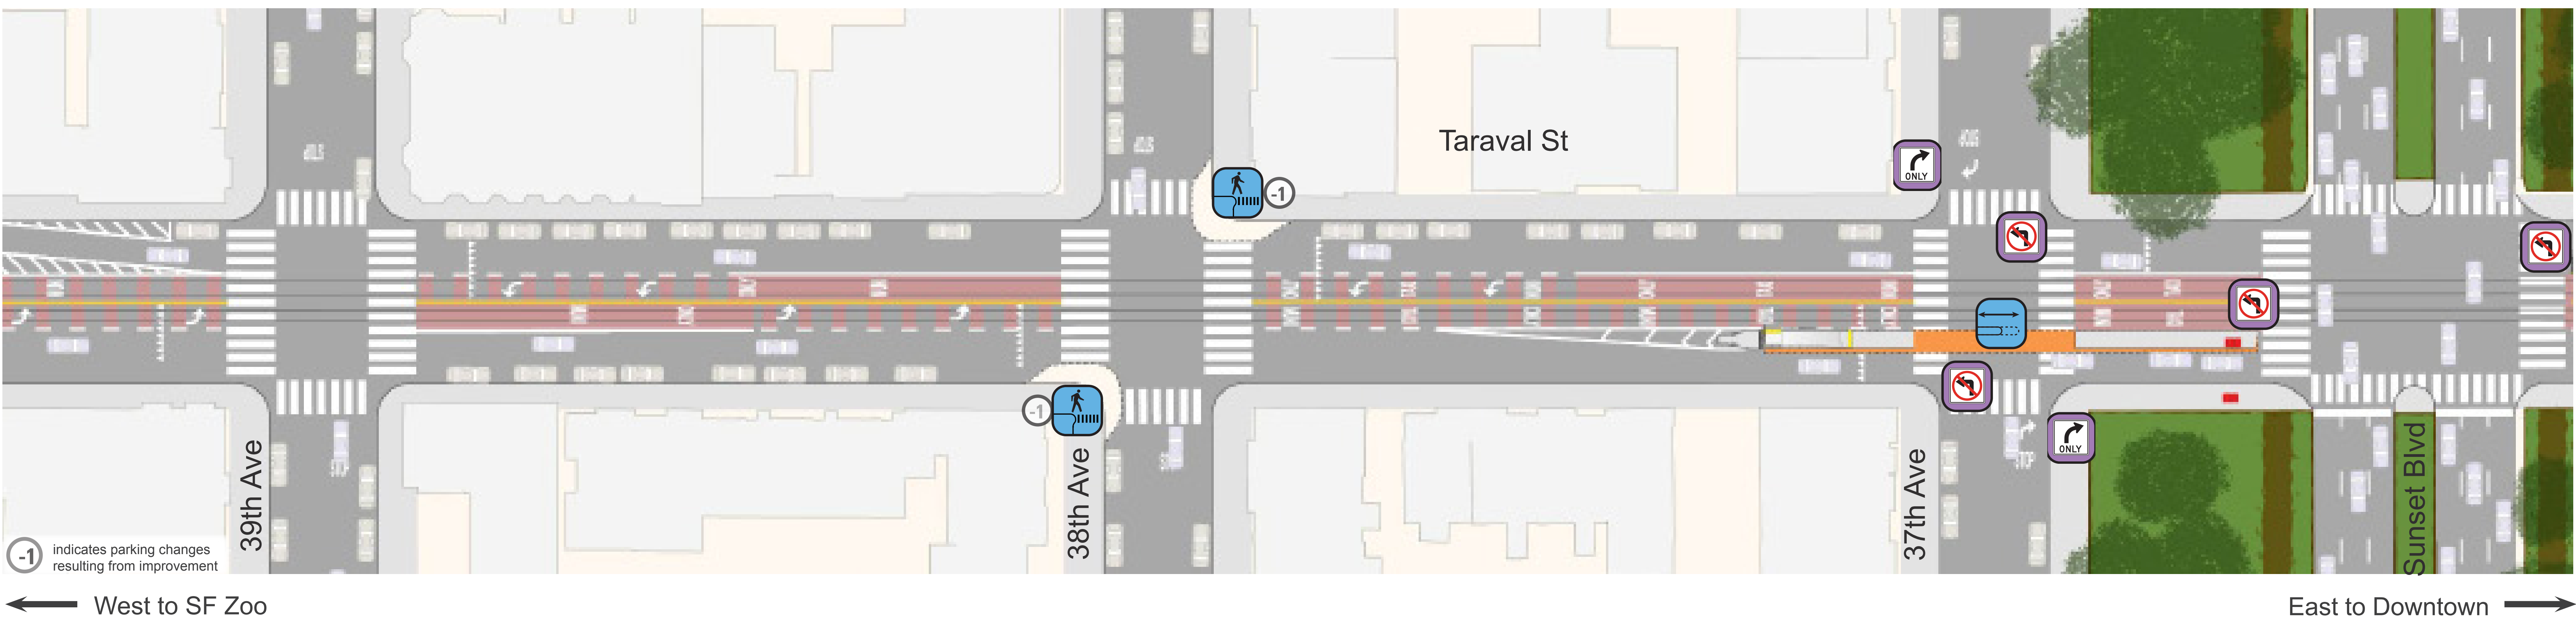 Taraval St
-1
ONLY
-1
ONLY
39th Ave
38th Ave
37th Ave
Sunset Blvd
-1 indicates parking changes
resulting from improvement
West to SF Zoo
East to Downtown